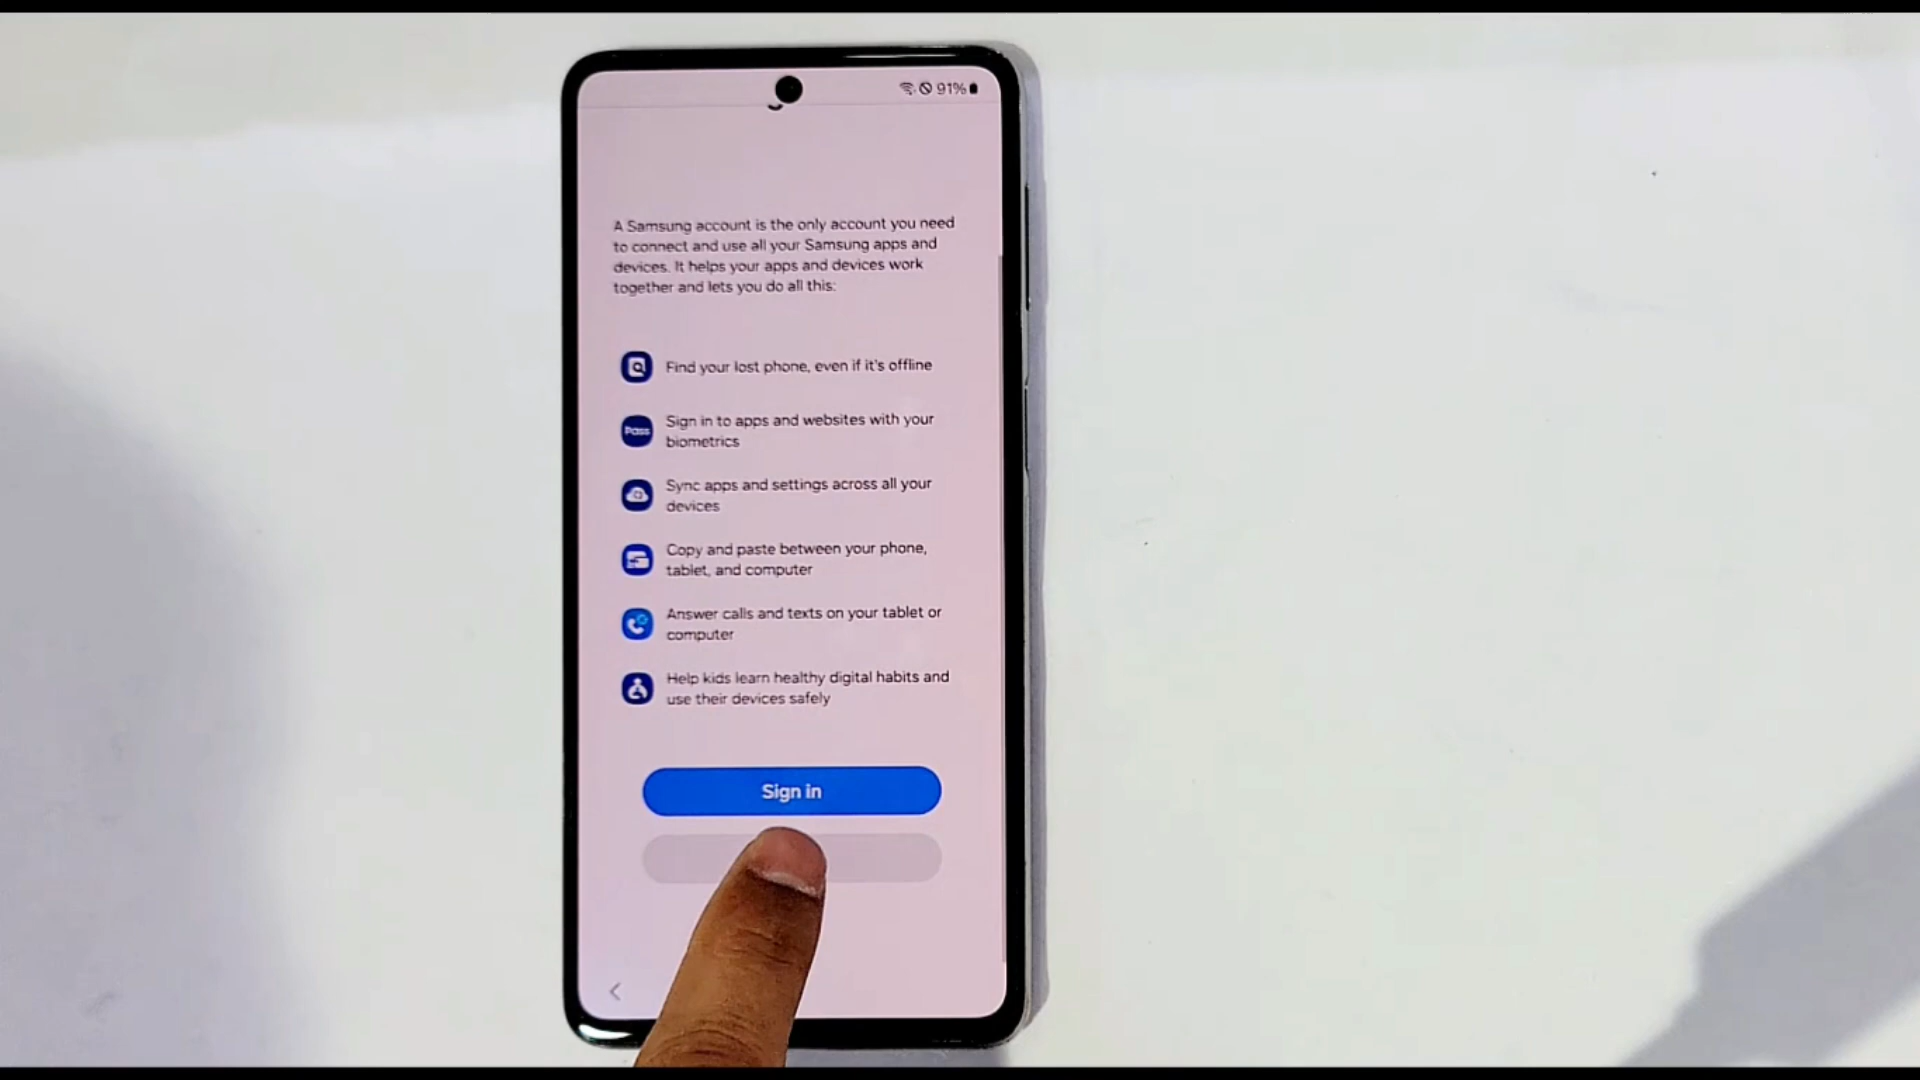 91%
A Samsung account is the only account you need
to connect and use all your Samsung apps and
devices. It helps your apps and devices work
together and lets you do all this:
Find your lost phone, even if it's offline
Pass
Sign in to apps and websites with your
biometrics
Sync apps and settings across all your
devices
Copy and paste between your phone,
tablet, and computer
Answer calls and texts on your tablet or
computer
Help kids learn healthy digital habits and
use their devices safely
Sign in